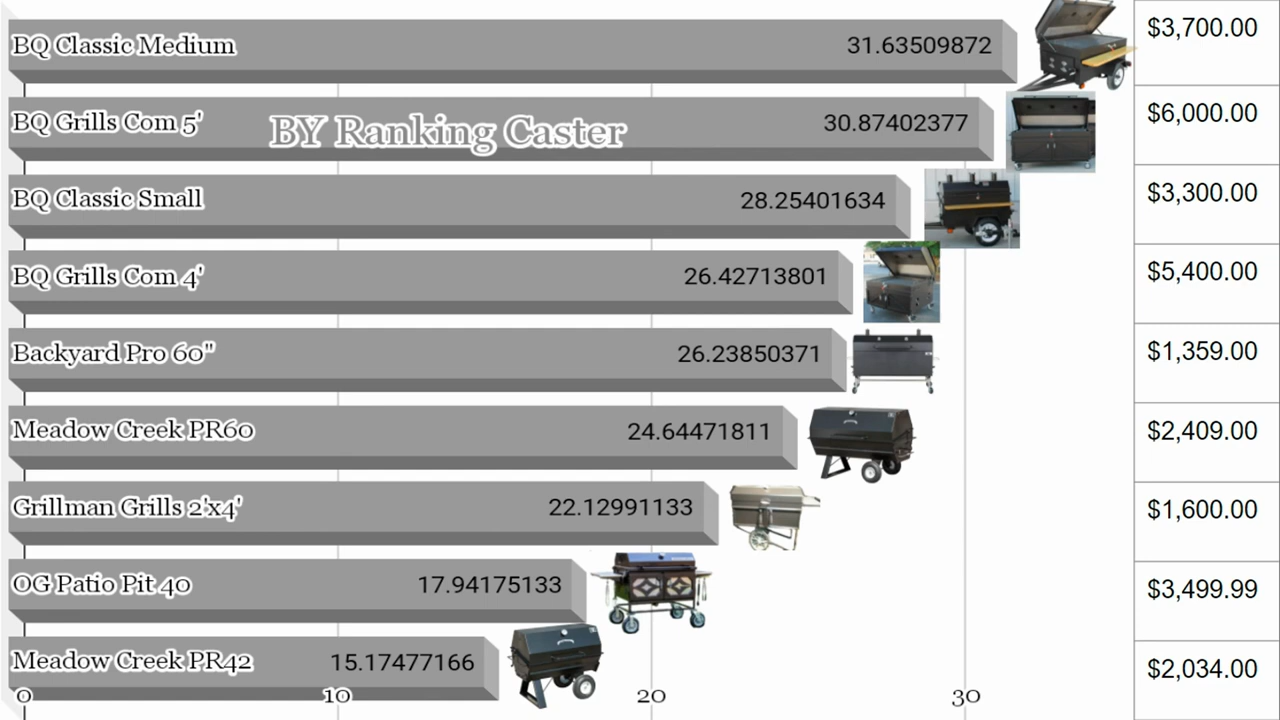 BQ Classic Medium 31.63509872 $3,700.00
BQ Grills Com 5' BY Ranking Caster 30.87402377 $6,000.00
BQ Classic Small 28.25401634 $3,300.00
BQ Grills Com 4' 26.42713801 $5,400.00
Backyard Pro 60" 26.23850371 $1,359.00
Meadow Creek PR60 24.64471811 $2,409.00
Grillman Grills 2'x4' 22.12991133 $1,600.00
OG Patio Pit 40 17.94175133 $3,499.99
Meadow Creek PR42 15.17477166 $2,034.00
0 10 20 30